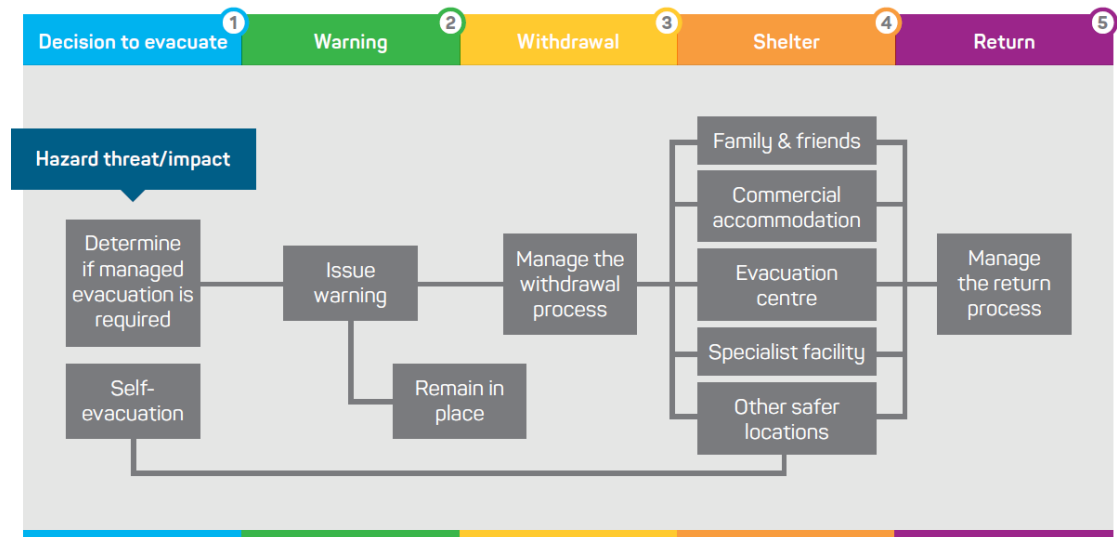 1
2
3
4
5
Decision to evacuate
Warning
Withdrawal
Shelter
Return
Hazard threat/impact
Determine
if managed
evacuation is
required
Self-
evacuation
Issue
warning
Remain in
place
Manage the
withdrawal
process
Family & friends
Commercial
accommodation
Evacuation
centre
Specialist facility
Other safer
locations
Manage
the return
process